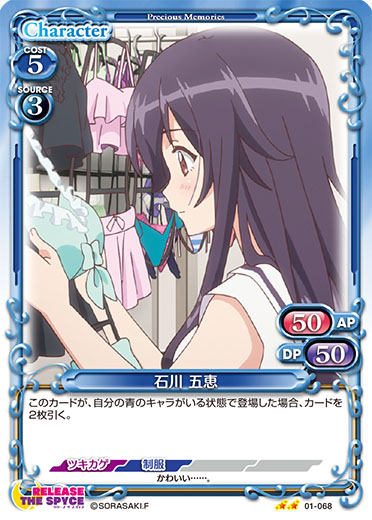 Precious Memories
Character
COST
5
SOURCE
3
50 AP
DP 50
石川 五恵
このカードが、自分の青のキャラがいる状態で登場した場合、カードを
2枚引く。
ツキカゲ 制服
かわいい……。
RELEASE
THE SPYCE
©SORASAKI.F
01-068